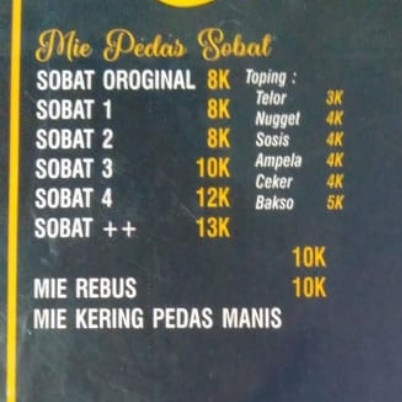 Mie Pedas Sobat
SOBAT OROGINAL 8K
SOBAT 1 8K
SOBAT 2 8K
SOBAT 3 10K
SOBAT 4 12K
SOBAT ++ 13K
Toping :
Telor 3K
Nugget 4K
Sosis 4K
Ampela 4K
Ceker 4K
Bakso 5K
10K
MIE REBUS 10K
MIE KERING PEDAS MANIS